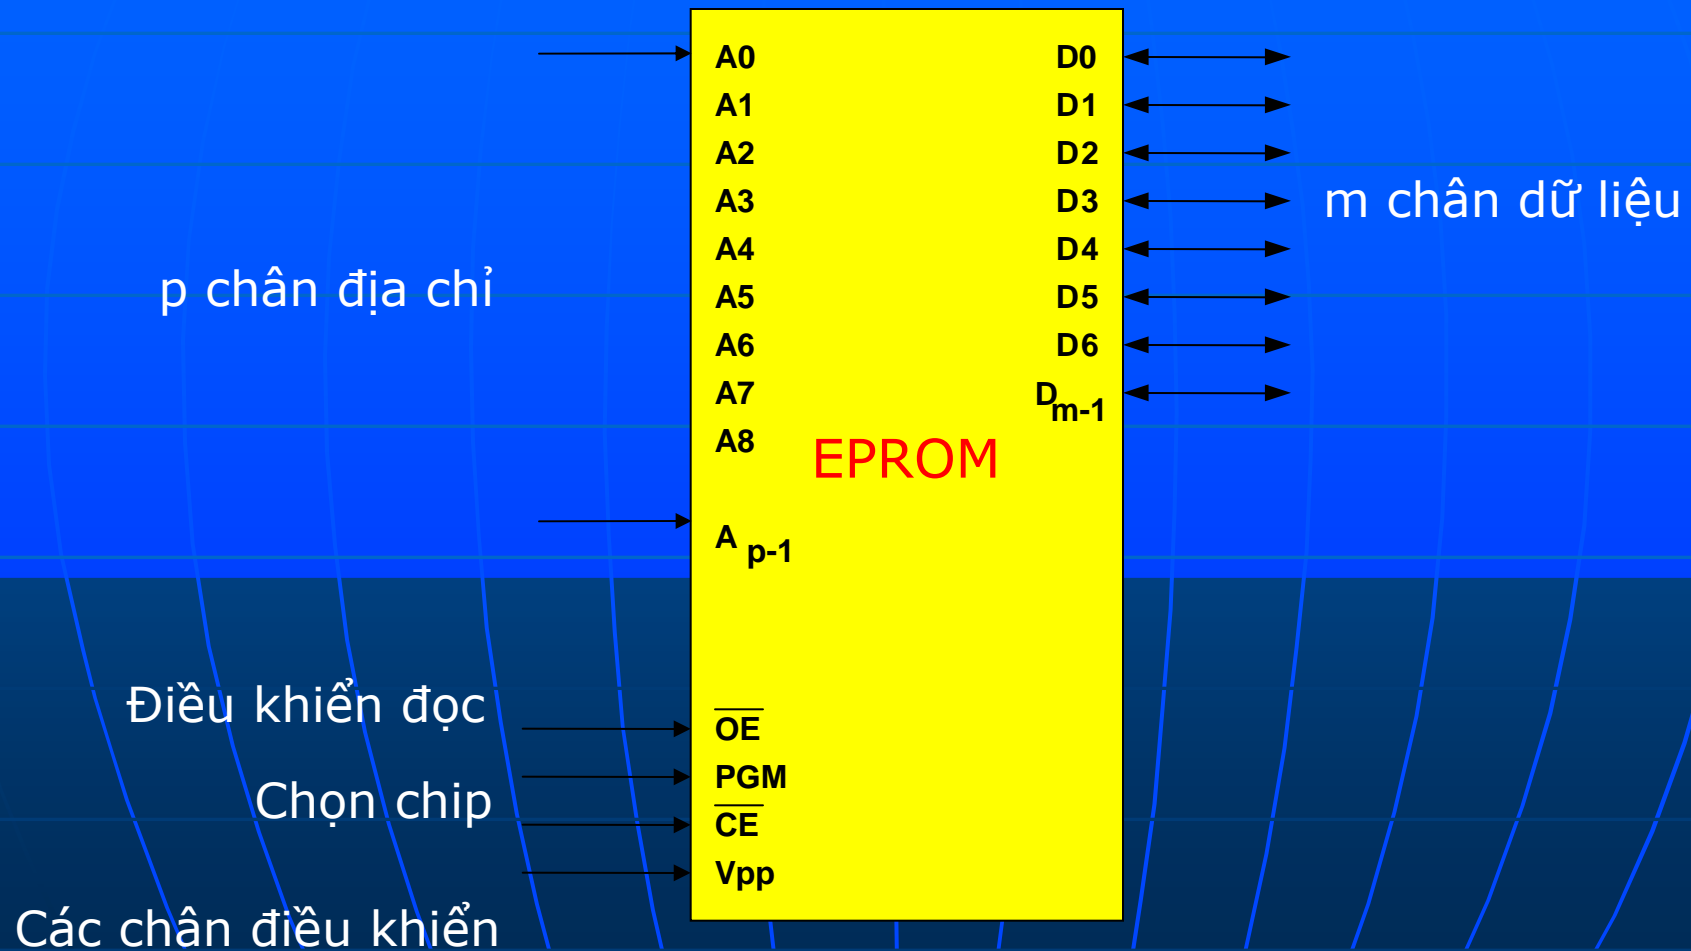 A0 D0
A1 D1
A2 D2
A3 D3
m chân dữ liệu
A4 D4
p chân địa chỉ
A5 D5
A6 D6
A7 Dm-1
A8
EPROM
A p-1
Điều khiển đọc
OE
PGM
Chọn chip
CE
Vpp
Các chân điều khiển